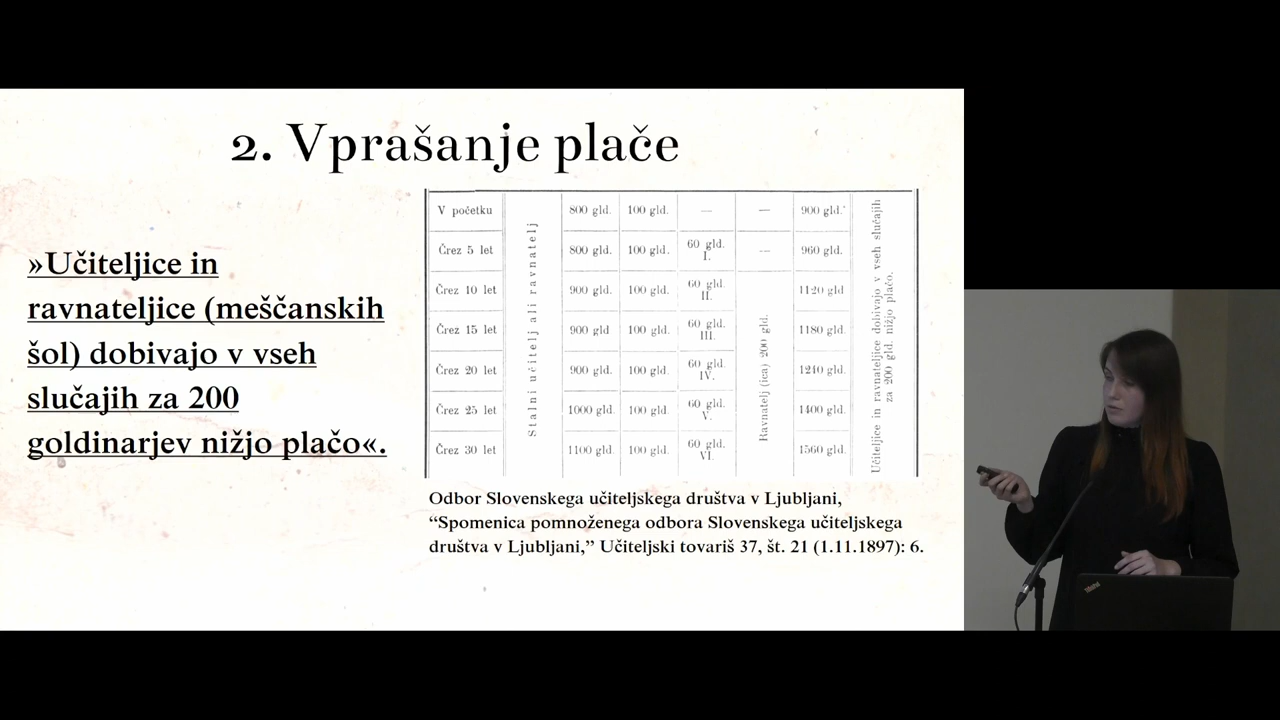 2. Vprašanje plače
»Učiteljice in
ravnateljice (meščanskih
šol) dobivajo v vseh
slučajih za 200
goldinarjev nižjo plačo«.
V početku 800 gld. 100 gld. — — 900 gld.
Črez 5 let 800 gld. 100 gld. 60 gld. I. — 960 gld.
Črez 10 let 900 gld. 100 gld. 60 gld. II. 1120 gld
Črez 15 let 900 gld. 100 gld. 60 gld. III. 1180 gld.
Črez 20 let 900 gld. 100 gld. 60 gld. IV. 1240 gld.
Črez 25 let 1000 gld. 100 gld. 60 gld. V. 1400 gld.
Črez 30 let 1100 gld. 100 gld. 60 gld. VI. 1560 gld.
Stalni učitelj ali ravnatelj
Ravnatelj (ica) 200 gld.
Učiteljice in ravnateljice dobivajo v vseh slučajih
za 200 gld. nižjo plačo.
Odbor Slovenskega učiteljskega društva v Ljubljani,
“Spomenica pomnoženega odbora Slovenskega učiteljskega
društva v Ljubljani,” Učiteljski tovariš 37, št. 21 (1.11.1897): 6.
IBM